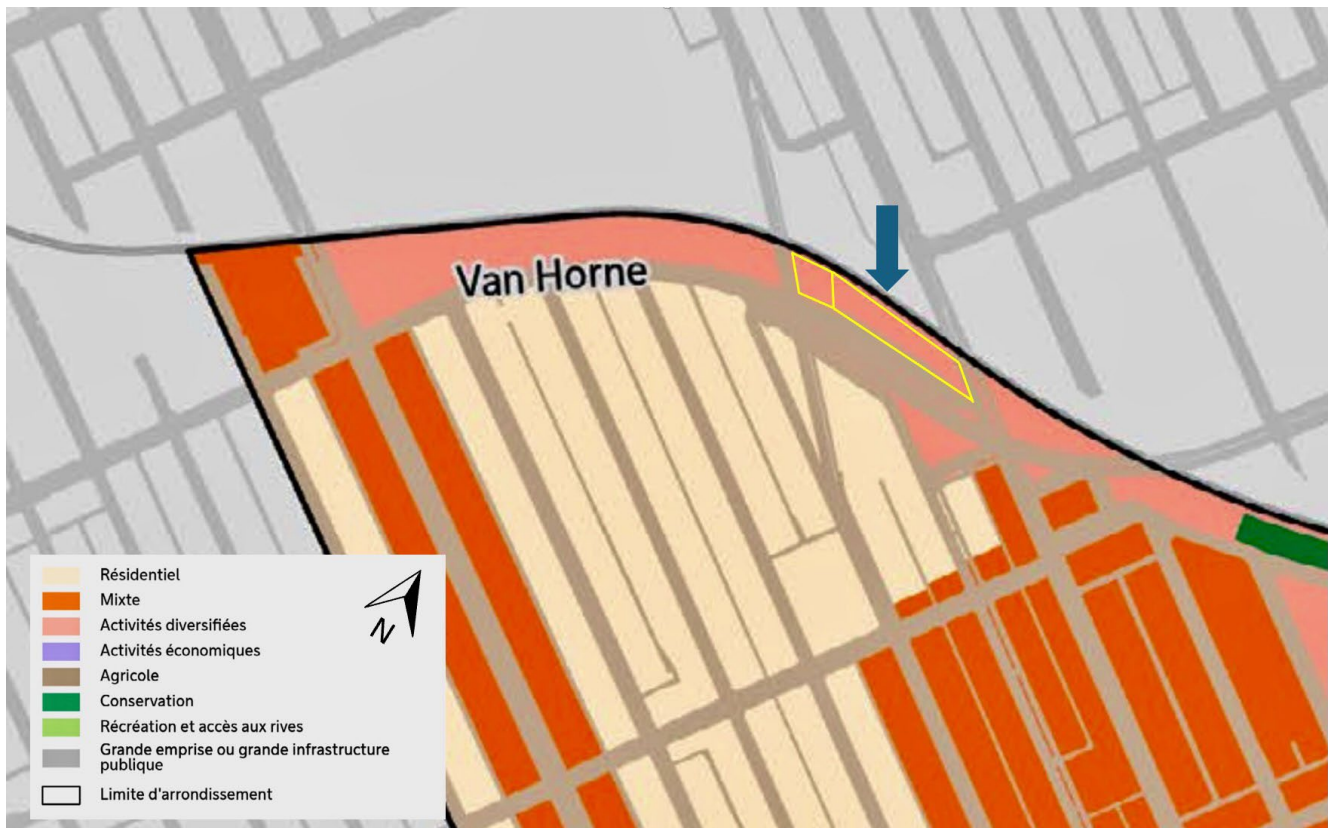 Van Horne
Résidentiel
Mixte
Activités diversifiées
Activités économiques
Agricole
Conservation
Récréation et accès aux rives
Grande emprise ou grande infrastructure
publique
Limite d'arrondissement
N